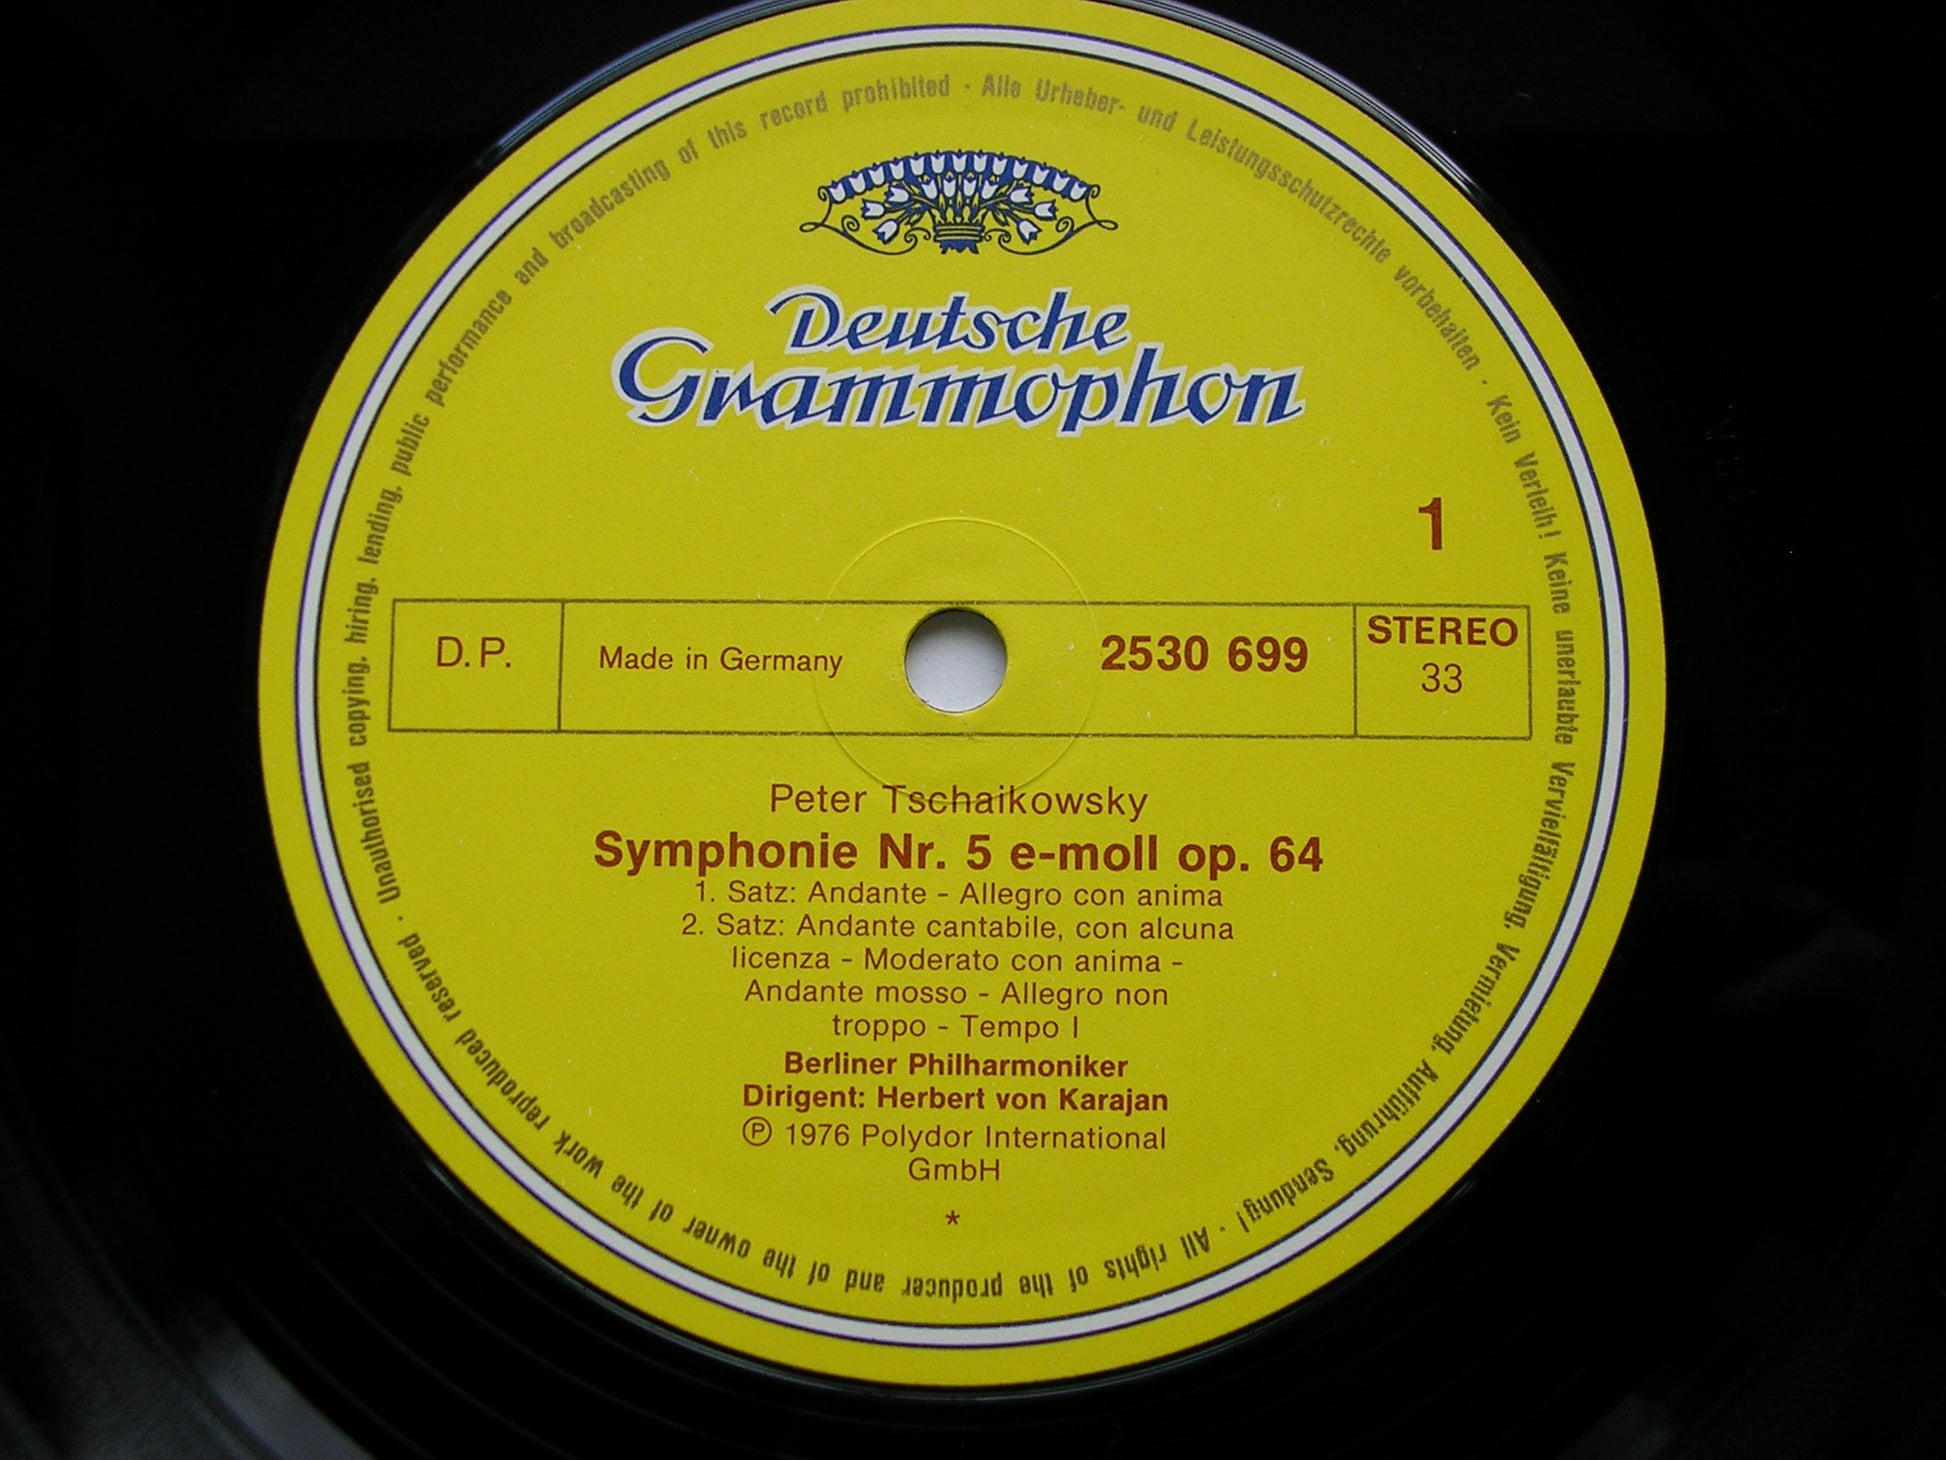 Deutsche
Grammophon
1
D.P.
Made in Germany
2530 699
STEREO
33
Peter Tschaikowsky
Symphonie Nr. 5 e-moll op. 64
1. Satz: Andante - Allegro con anima
2. Satz: Andante cantabile, con alcuna
licenza - Moderato con anima -
Andante mosso - Allegro non
troppo - Tempo I
Berliner Philharmoniker
Dirigent: Herbert von Karajan
℗ 1976 Polydor International
GmbH
*
Alle Urheber- und Leistungsschutzrechte vorbehalten · Kein Verleih! Keine unerlaubte Vervielfältigung, Vermietung, Aufführung, Sendung! · All rights of the producer and of the owner of the work reproduced reserved · Unauthorised copying, hiring, lending, public performance and broadcasting of this record prohibited ·